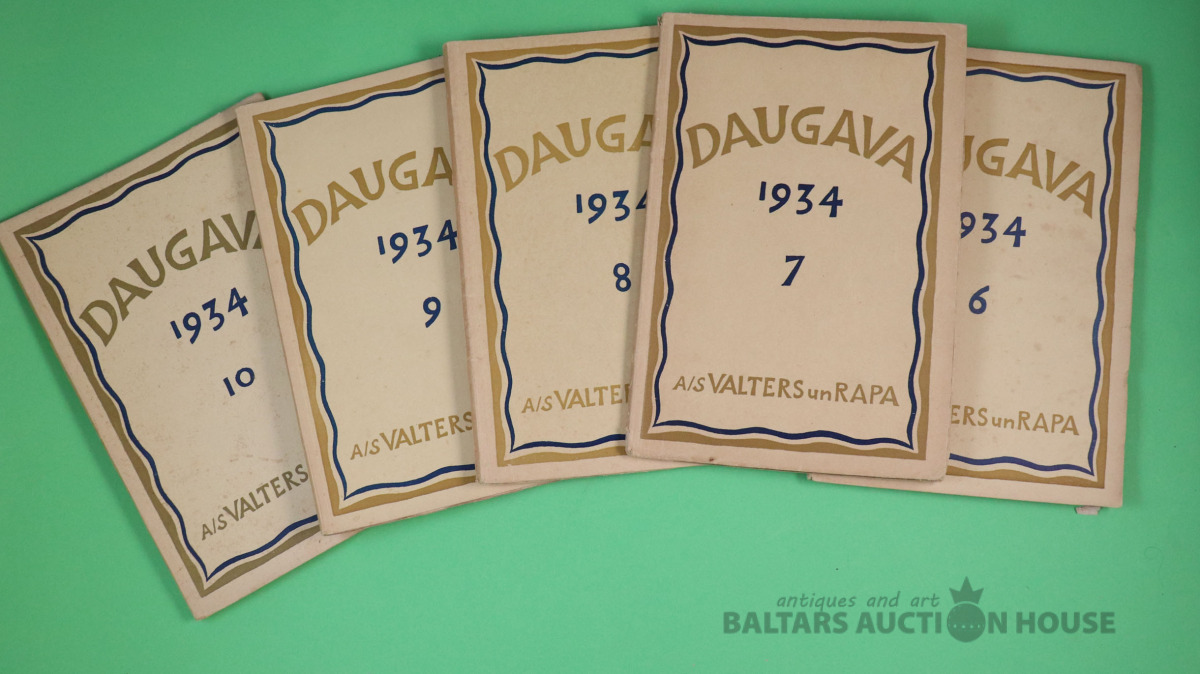 DAUGAVA
1934
10
A/S VALTERS
DAUGA
1934
9
A/S VALTERS
DAUGA
1934
8
A/S VALTE
DAUGAVA
1934
7
A/S VALTERS un RAPA
UGAVA
934
6
ERS un RAPA
antiques and art
BALTARS AUCTION HOUSE